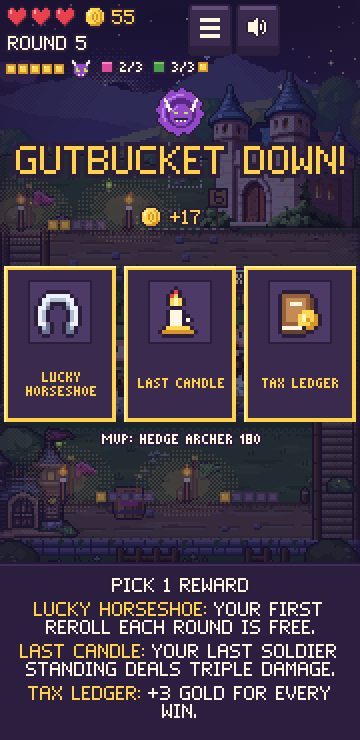 55
ROUND 5
2/3
3/3
GUTBUCKET DOWN!
+17
LUCKY
HORSESHOE
LAST CANDLE
TAX LEDGER
MVP: HEDGE ARCHER 180
PICK 1 REWARD
LUCKY HORSESHOE: YOUR FIRST
REROLL EACH ROUND IS FREE.
LAST CANDLE: YOUR LAST SOLDIER
STANDING DEALS TRIPLE DAMAGE.
TAX LEDGER: +3 GOLD FOR EVERY
WIN.